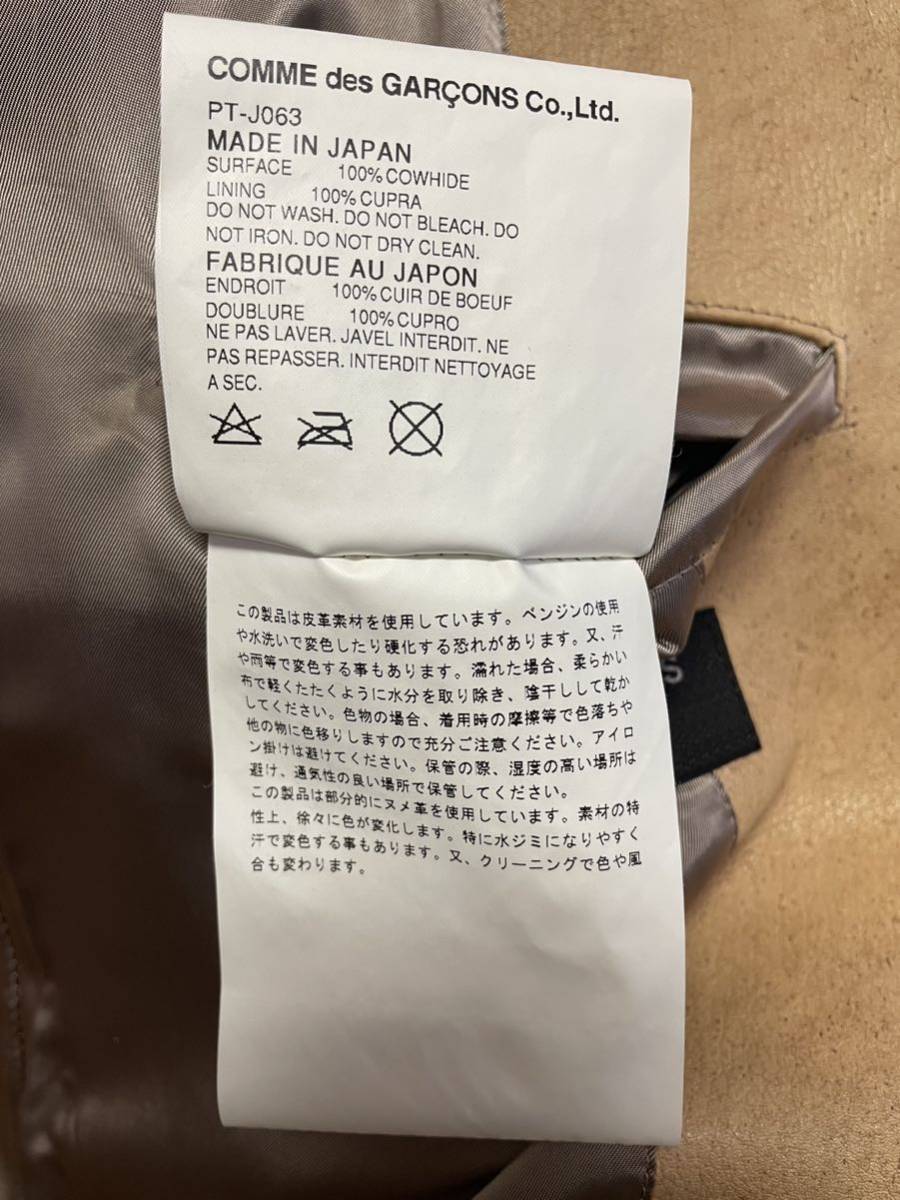 COMME des GARÇONS Co.,Ltd.
PT-J063
MADE IN JAPAN
SURFACE 100% COWHIDE
LINING 100% CUPRA
DO NOT WASH. DO NOT BLEACH. DO
NOT IRON. DO NOT DRY CLEAN.
FABRIQUE AU JAPON
ENDROIT 100% CUIR DE BOEUF
DOUBLURE 100% CUPRO
NE PAS LAVER. JAVEL INTERDIT. NE
PAS REPASSER. INTERDIT NETTOYAGE
A SEC.
この製品は皮革素材を使用しています。ベンジンの使用
や水洗いで変色したり硬化する恐れがあります。又、汗
や雨等で変色する事もあります。濡れた場合、柔らかい
布で軽くたたくように水分を取り除き、陰干しして乾か
してください。色物の場合、着用時の摩擦等で色落ちや
他の物に色移りしますので充分ご注意ください。アイロ
ン掛けは避けてください。保管の際、湿度の高い場所は
避け、通気性の良い場所で保管してください。
この製品は部分的にヌメ革を使用しています。素材の特
性上、徐々に色が変化します。特に水ジミになりやすく
汗で変色する事もあります。又、クリーニングで色や風
合も変わります。
S